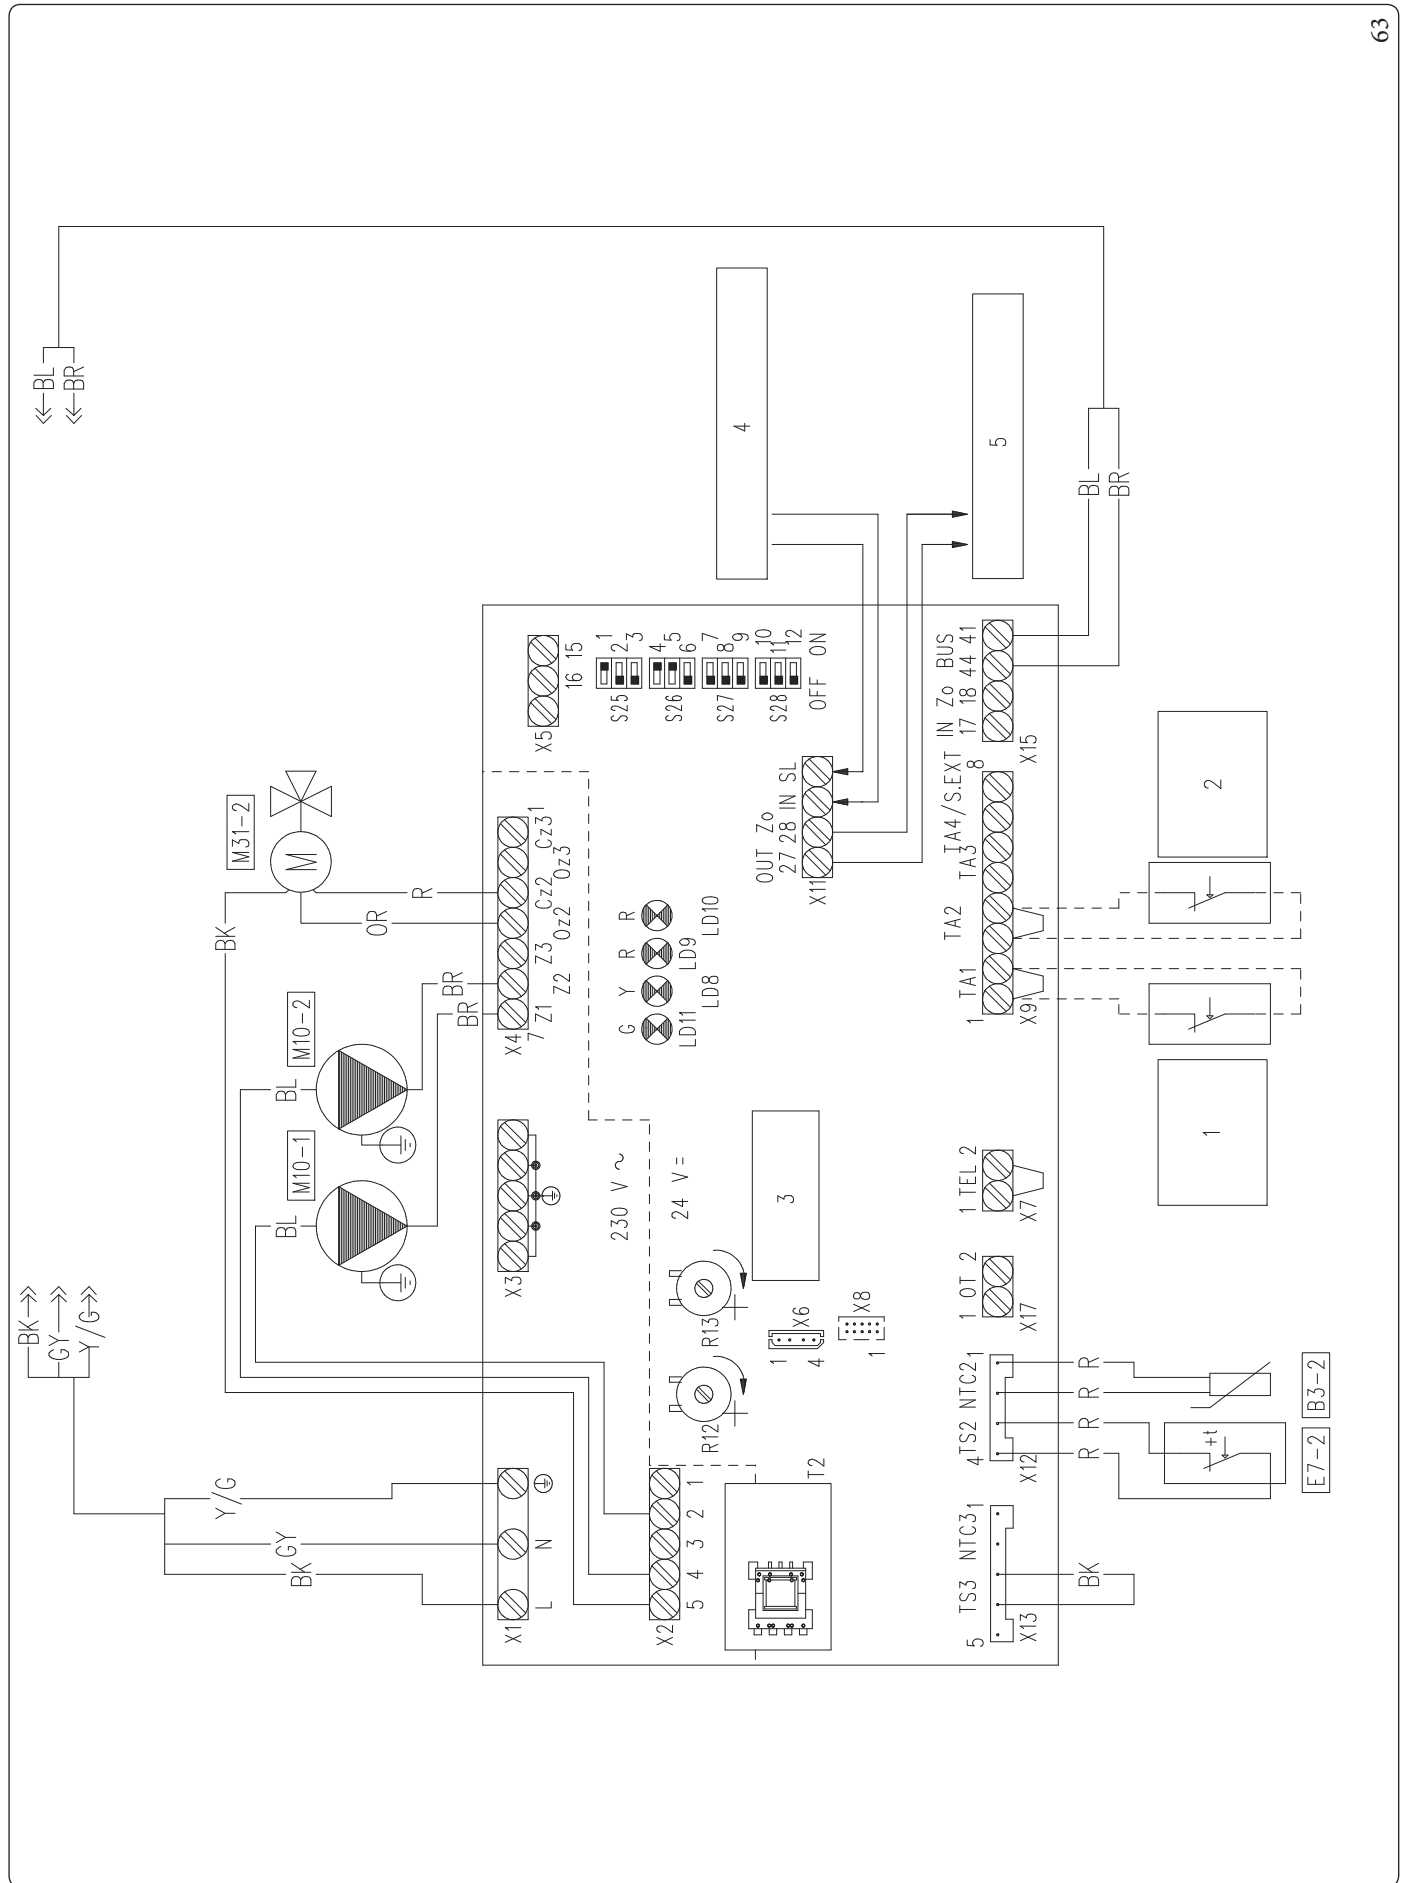 63
BL
BR
BK
GY
Y/G
M31-2
M
BK
OR
R
M10-2
BL
BR
M10-1
BL
BR
Y/G
GY
BK
X1
L
N
X3
X4
7
Z1
Z2
Z3
Oz2
Cz2
Oz3
Cz3
1
X5
16
15
X2
5
4
3
2
1
230 V ~
24 V =
G
Y
R
R
LD11
LD8
LD9
LD10
S25
1
2
3
S26
4
5
6
S27
7
8
9
S28
10
11
12
OFF
ON
4
T2
R12
R13
3
1
4
X6
1
X8
OUT Zo
27 28 IN SL
X11
5
5 TS3 NTC3 1
X13
BK
4 TS2 NTC2 1
X12
R
R
R
R
1 OT 2
X17
1 TEL 2
X7
1
TA1
TA2
TA3
TA4/S.EXT
8
X9
IN Zo BUS
17 18 44 41
X15
BL
BR
+t
E7-2
B3-2
1
2